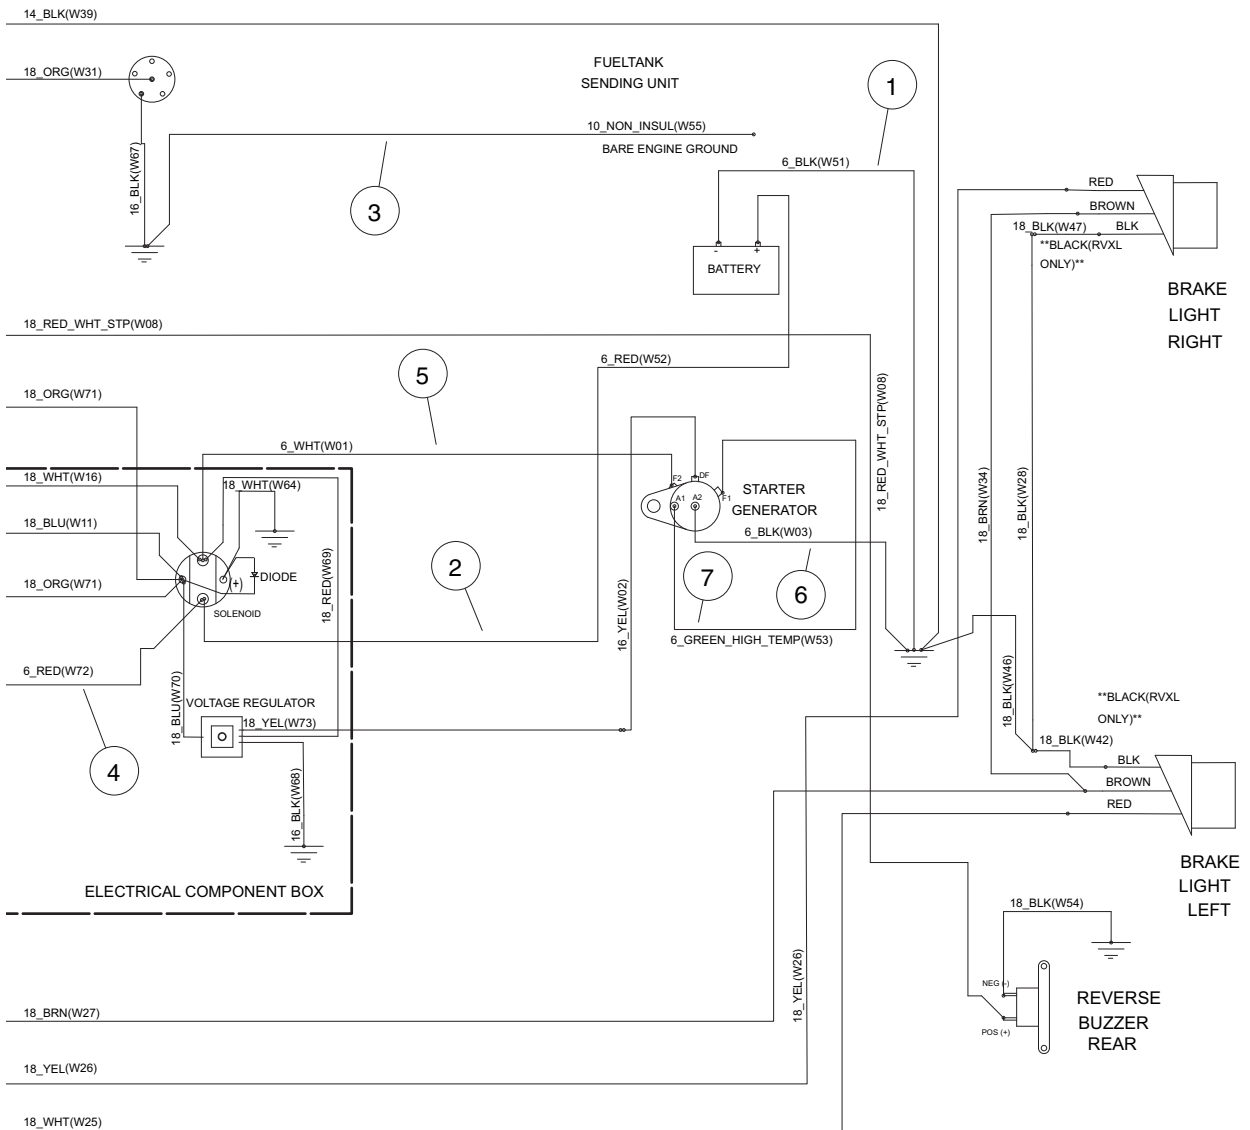 14_BLK(W39)
FUELTANK
SENDING UNIT
18_ORG(W31)
1
10_NON_INSUL(W55)
BARE ENGINE GROUND
6_BLK(W51)
16_BLK(W67)
3
RED
BROWN
18_BLK(W47)
BLK
**BLACK(RVXL
ONLY)**
- +
BATTERY
BRAKE
LIGHT
RIGHT
18_RED_WHT_STP(W08)
6_RED(W52)
5
18_ORG(W71)
18_RED_WHT_STP(W08)
6_WHT(W01)
18_WHT(W16)
18_WHT(W64)
F2
DF
F1
A1
A2
STARTER
GENERATOR
18_BRN(W34)
18_BLK(W28)
18_BLU(W11)
6_BLK(W03)
2
7
6
18_ORG(W71)
(+)
DIODE
SOLENOID
18_RED(W69)
16_YEL(W02)
6_GREEN_HIGH_TEMP(W53)
6_RED(W72)
18_BLU(W70)
VOLTAGE REGULATOR
18_YEL(W73)
18_BLK(W46)
**BLACK(RVXL
ONLY)**
18_BLK(W42)
BLK
BROWN
RED
4
16_BLK(W68)
BRAKE
LIGHT
LEFT
ELECTRICAL COMPONENT BOX
18_BLK(W54)
18_YEL(W26)
NEG (-)
POS (+)
REVERSE
BUZZER
REAR
18_BRN(W27)
18_YEL(W26)
18_WHT(W25)